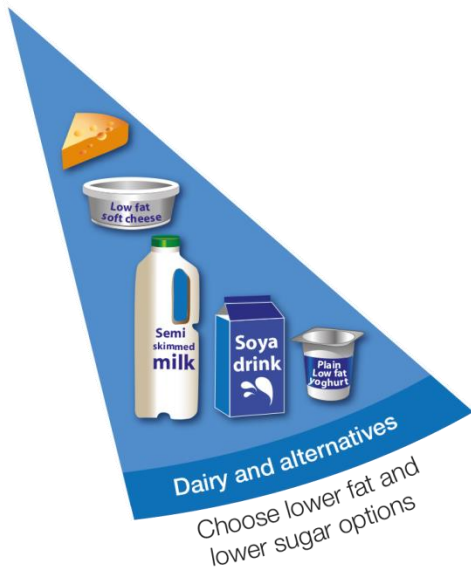 Low fat
soft cheese
Semi
skimmed
milk
Soya
drink
Plain
Low fat
yoghurt
Dairy and alternatives
Choose lower fat and
lower sugar options